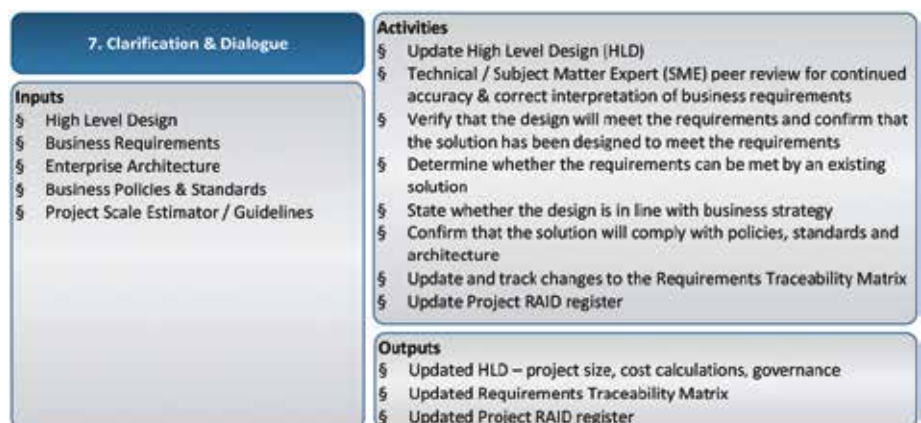 7. Clarification & Dialogue
Inputs
§ High Level Design
§ Business Requirements
§ Enterprise Architecture
§ Business Policies & Standards
§ Project Scale Estimator / Guidelines
Activities
§ Update High Level Design (HLD)
§ Technical / Subject Matter Expert (SME) peer review for continued
accuracy & correct interpretation of business requirements
§ Verify that the design will meet the requirements and confirm that
the solution has been designed to meet the requirements
§ Determine whether the requirements can be met by an existing
solution
§ State whether the design is in line with business strategy
§ Confirm that the solution will comply with policies, standards and
architecture
§ Update and track changes to the Requirements Traceability Matrix
§ Update Project RAID register
Outputs
§ Updated HLD – project size, cost calculations, governance
§ Updated Requirements Traceability Matrix
§ Updated Project RAID register